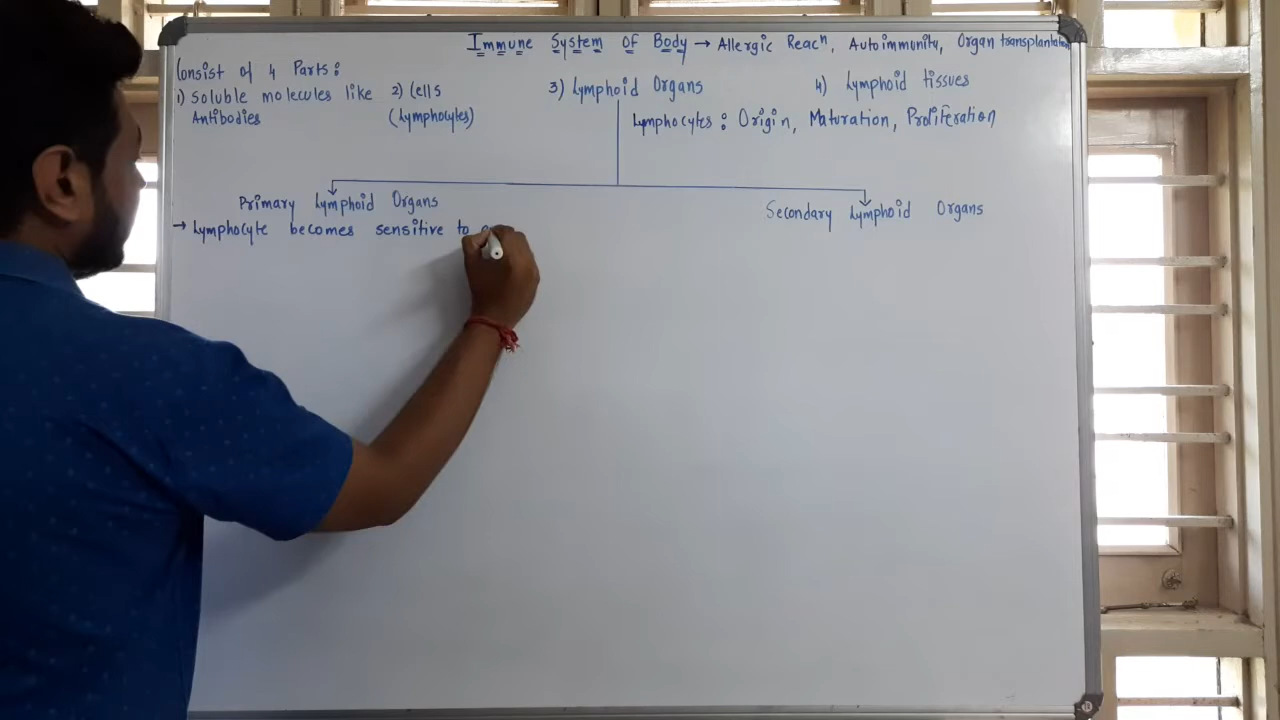 Immune System Of Body → Allergic Reacⁿ, Autoimmunity, Organ transplantation
Consist of 4 Parts:
1) Soluble molecules like Antibodies
2) Cells (Lymphocytes)
3) Lymphoid Organs
4) Lymphoid tissues
Lymphocytes: Origin, Maturation, Proliferation
Primary Lymphoid Organs
→ Lymphocyte becomes sensitive to
Secondary Lymphoid Organs